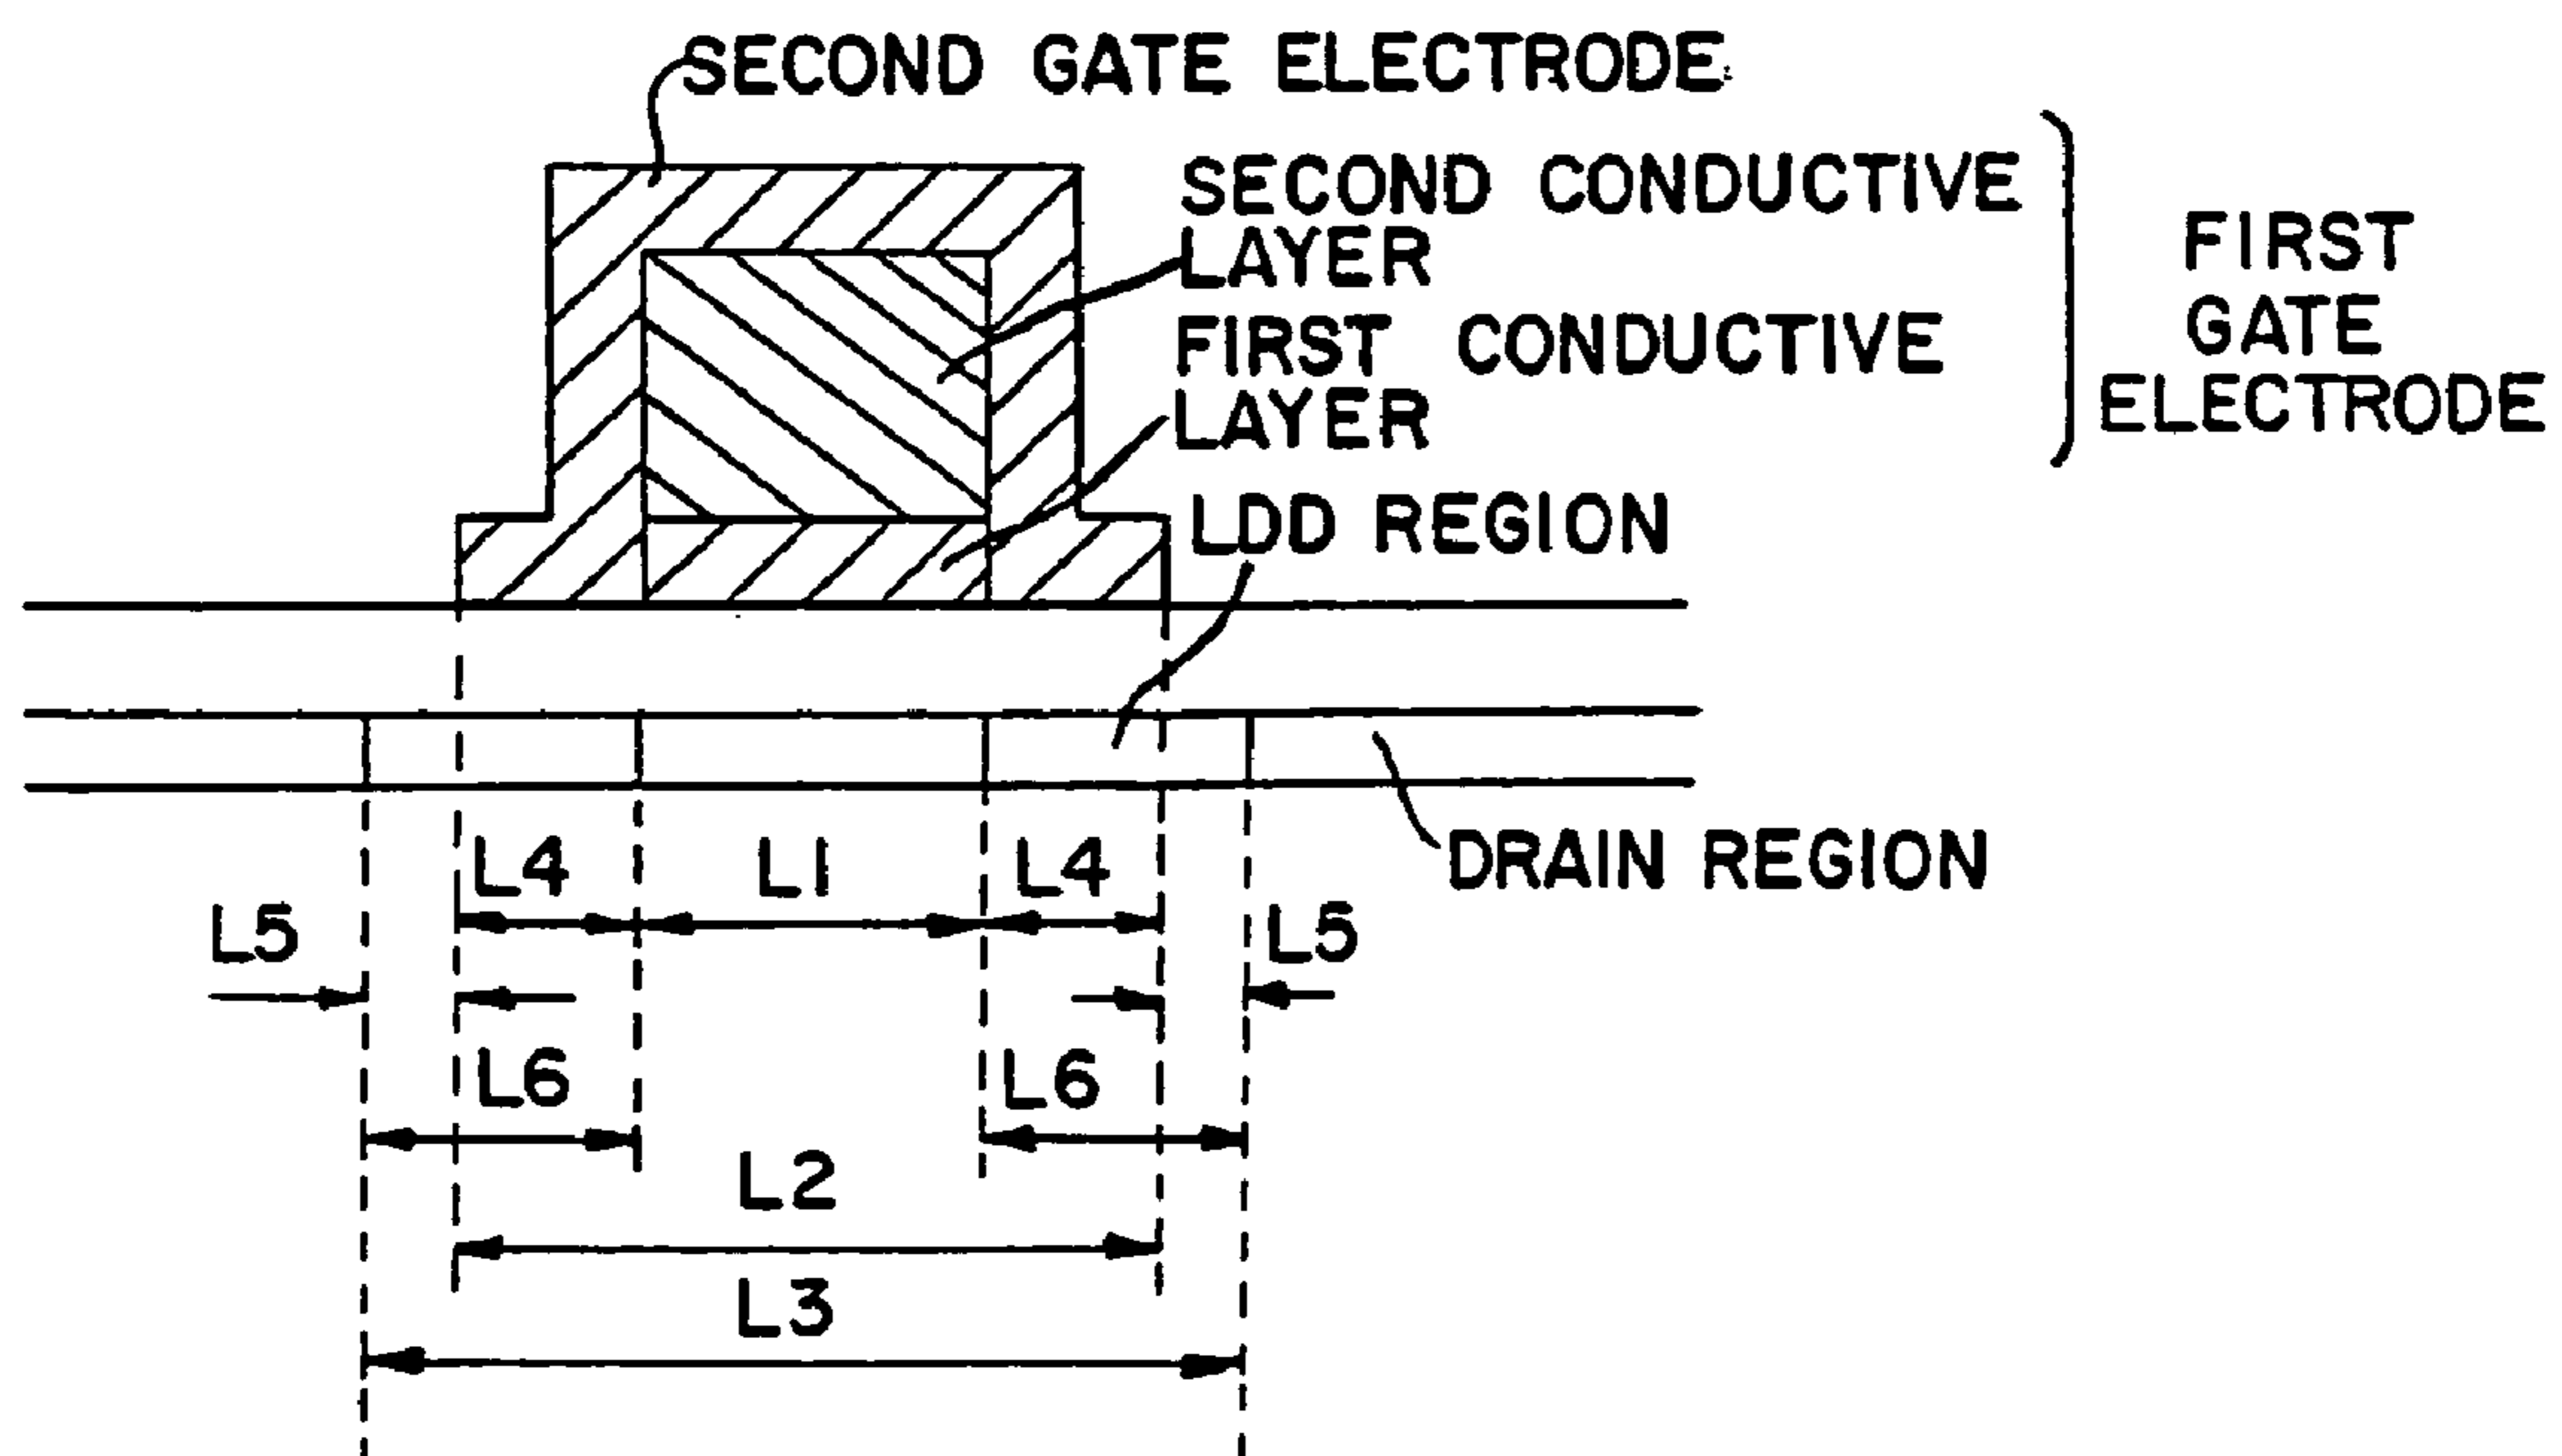 SECOND GATE ELECTRODE
SECOND CONDUCTIVE
LAYER
FIRST CONDUCTIVE
LAYER
FIRST
GATE
ELECTRODE
LDD REGION
DRAIN REGION
L4 L1 L4
L5 L5
L6 L6
L2
L3